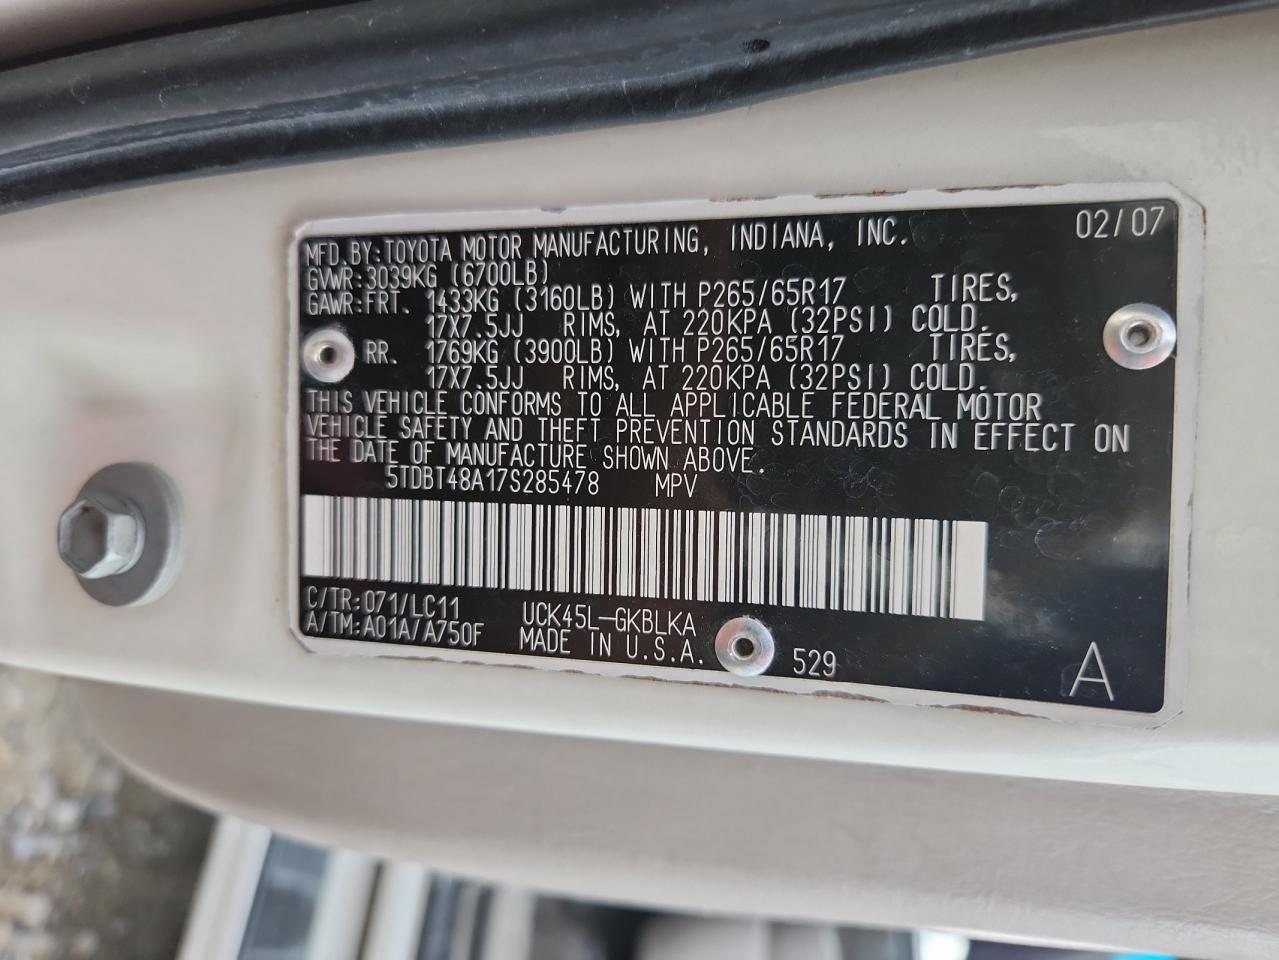 MFD.BY:TOYOTA MOTOR MANUFACTURING, INDIANA, INC. 02/07
GVWR:3039KG (6700LB)
GAWR:FRT. 1433KG (3160LB) WITH P265/65R17 TIRES,
17X7.5JJ RIMS, AT 220KPA (32PSI) COLD.
RR. 1769KG (3900LB) WITH P265/65R17 TIRES,
17X7.5JJ RIMS, AT 220KPA (32PSI) COLD.
THIS VEHICLE CONFORMS TO ALL APPLICABLE FEDERAL MOTOR
VEHICLE SAFETY AND THEFT PREVENTION STANDARDS IN EFFECT ON
THE DATE OF MANUFACTURE SHOWN ABOVE.
5TDBT48A17S285478 MPV
C/TR:071/LC11 UCK45L-GKBLKA
A/TM:A01A/A750F MADE IN U.S.A. 529 A